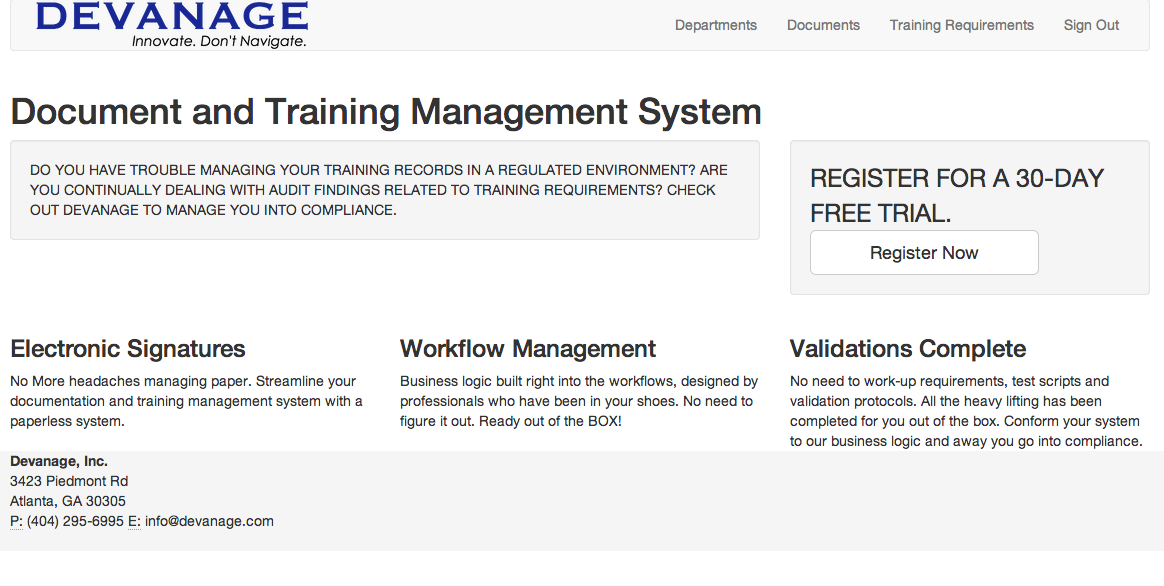 DEVANAGE
Innovate. Don't Navigate.
Departments Documents Training Requirements Sign Out
Document and Training Management System
DO YOU HAVE TROUBLE MANAGING YOUR TRAINING RECORDS IN A REGULATED ENVIRONMENT? ARE
YOU CONTINUALLY DEALING WITH AUDIT FINDINGS RELATED TO TRAINING REQUIREMENTS? CHECK
OUT DEVANAGE TO MANAGE YOU INTO COMPLIANCE.
REGISTER FOR A 30-DAY
FREE TRIAL.
Register Now
Electronic Signatures
No More headaches managing paper. Streamline your
documentation and training management system with a
paperless system.
Workflow Management
Business logic built right into the workflows, designed by
professionals who have been in your shoes. No need to
figure it out. Ready out of the BOX!
Validations Complete
No need to work-up requirements, test scripts and
validation protocols. All the heavy lifting has been
completed for you out of the box. Conform your system
to our business logic and away you go into compliance.
Devanage, Inc.
3423 Piedmont Rd
Atlanta, GA 30305
P: (404) 295-6995 E: info@devanage.com